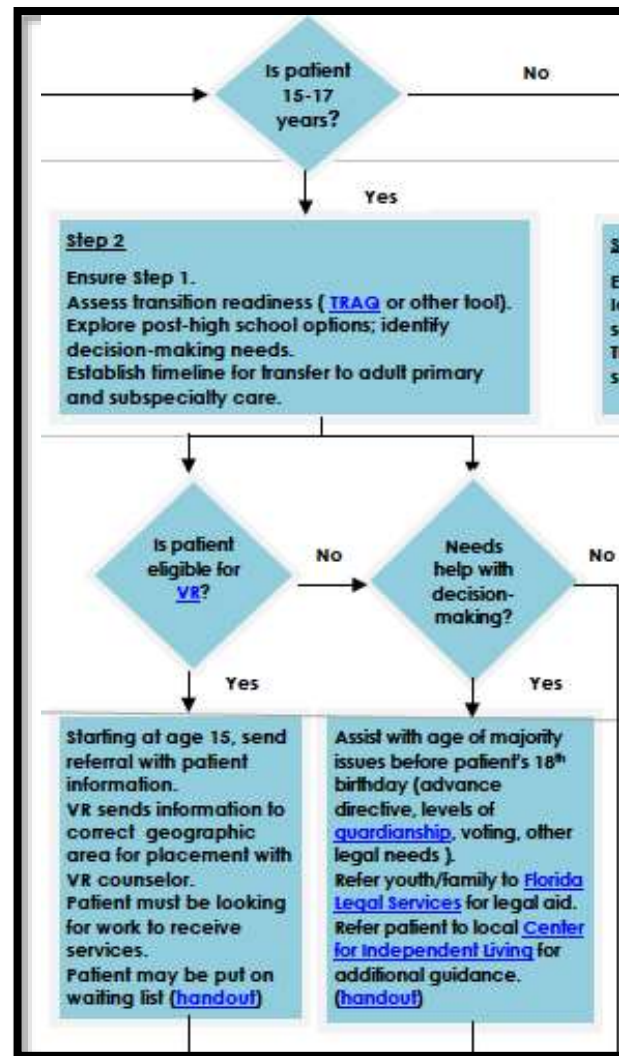 Is patient
15-17
years?
No
Yes
Step 2
Ensure Step 1.
Assess transition readiness ( TRAQ or other tool).
Explore post-high school options; identify
decision-making needs.
Establish timeline for transfer to adult primary
and subspecialty care.
Is patient
eligible for
VR?
No
Needs
help with
decision-
making?
No
Yes
Yes
Starting at age 15, send
referral with patient
information.
VR sends information to
correct geographic
area for placement with
VR counselor.
Patient must be looking
for work to receive
services.
Patient may be put on
waiting list (handout)
Assist with age of majority
issues before patient's 18th
birthday (advance
directive, levels of
guardianship, voting, other
legal needs ).
Refer youth/family to Florida
Legal Services for legal aid.
Refer patient to local Center
for Independent Living for
additional guidance.
(handout)